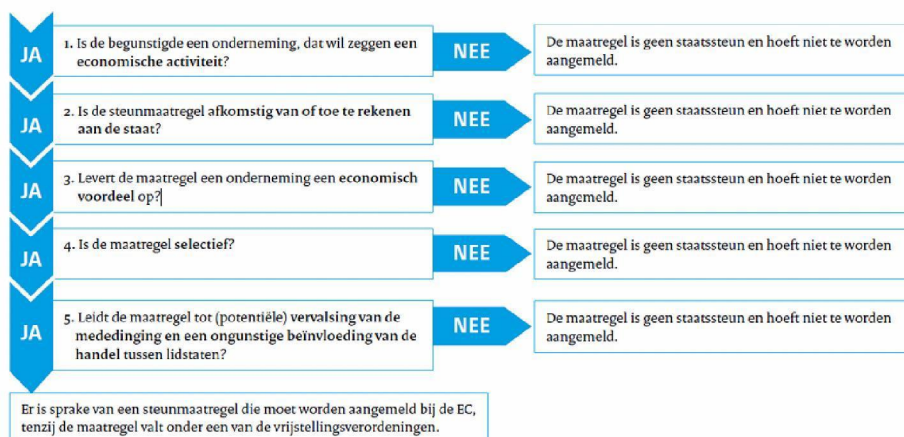 JA
1. Is de begunstigde een onderneming, dat wil zeggen een
economische activiteit?
NEE
De maatregel is geen staatssteun en hoeft niet te worden
aangemeld.
JA
2. Is de steunmaatregel afkomstig van of toe te rekenen
aan de staat?
NEE
De maatregel is geen staatssteun en hoeft niet te worden
aangemeld.
JA
3. Levert de maatregel een onderneming een economisch
voordeel op?
NEE
De maatregel is geen staatssteun en hoeft niet te worden
aangemeld.
JA
4. Is de maatregel selectief?
NEE
De maatregel is geen staatssteun en hoeft niet te worden
aangemeld.
JA
5. Leidt de maatregel tot (potentiële) vervalsing van de
mededinging en een ongunstige beïnvloeding van de
handel tussen lidstaten?
NEE
De maatregel is geen staatssteun en hoeft niet te worden
aangemeld.
Er is sprake van een steunmaatregel die moet worden aangemeld bij de EC,
tenzij de maatregel valt onder een van de vrijstellingsverordeningen.